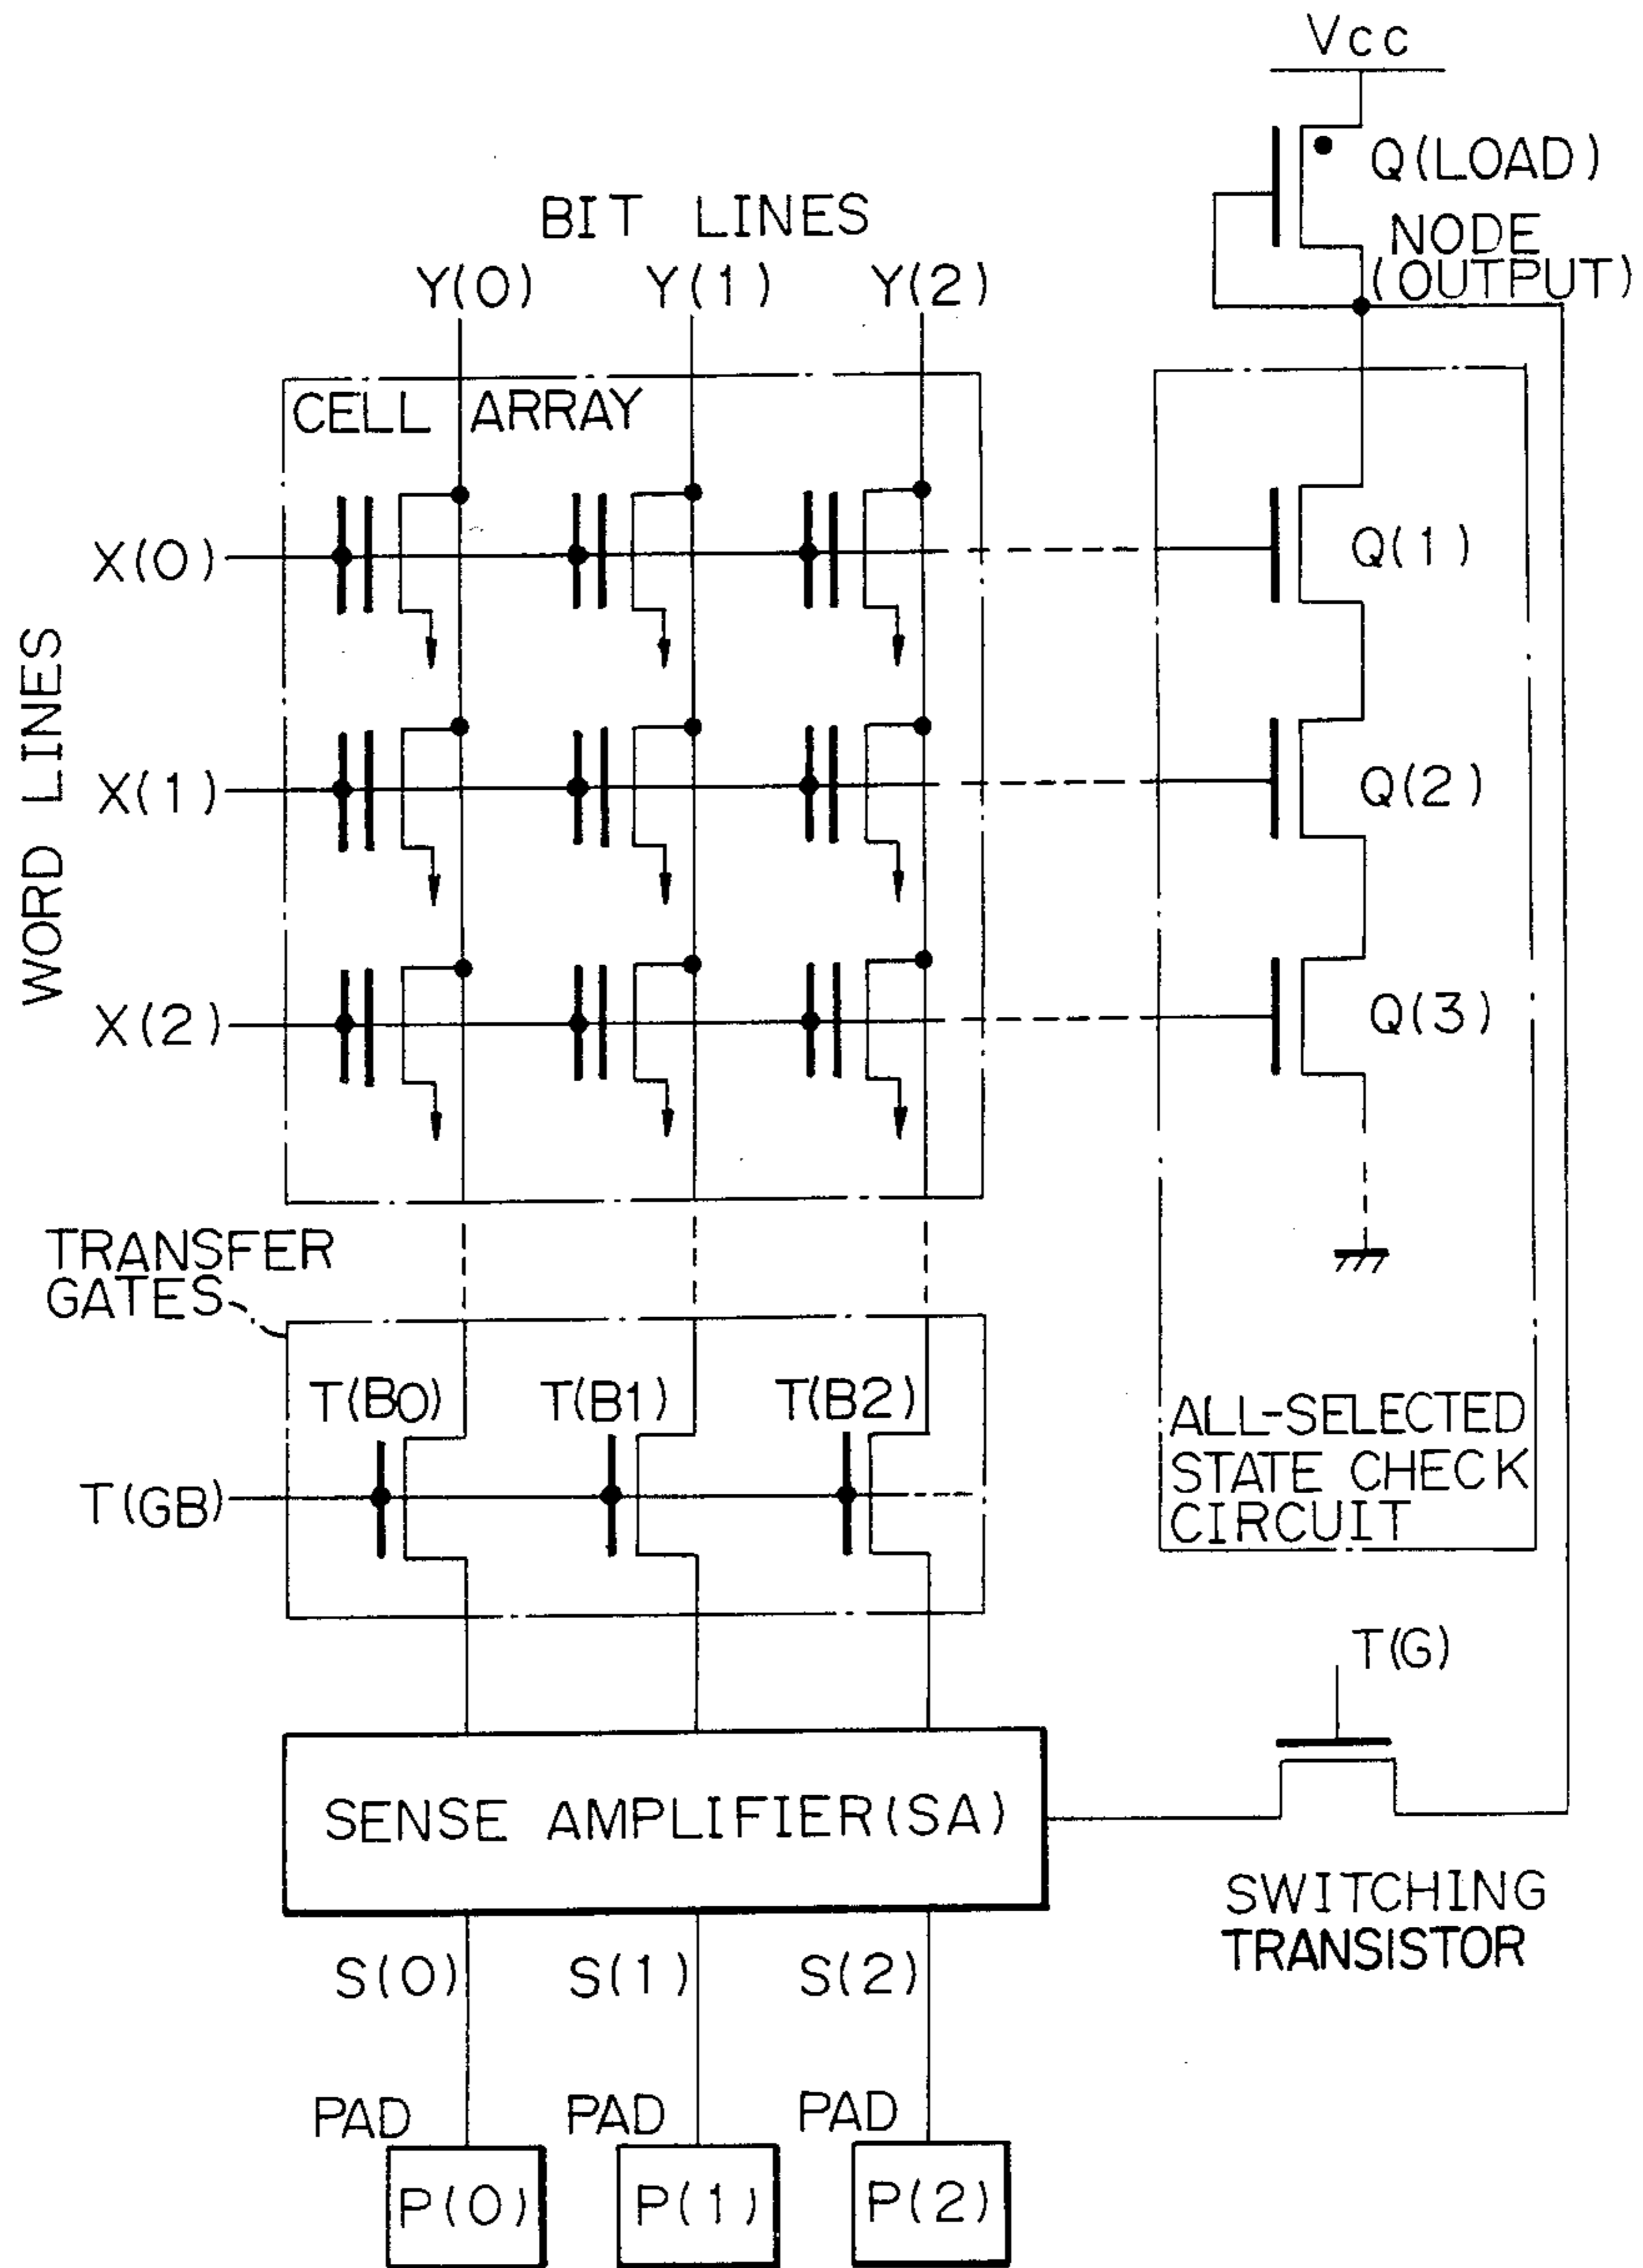 Vcc
Q(LOAD)
NODE
(OUTPUT)
BIT LINES
Y(0)
Y(1)
Y(2)
CELL ARRAY
WORD LINES
X(0)
X(1)
X(2)
Q(1)
Q(2)
Q(3)
TRANSFER
GATES
T(B0)
T(B1)
T(B2)
T(GB)
ALL-SELECTED
STATE CHECK
CIRCUIT
T(G)
SENSE AMPLIFIER(SA)
SWITCHING
TRANSISTOR
S(0)
S(1)
S(2)
PAD
PAD
PAD
P(0)
P(1)
P(2)